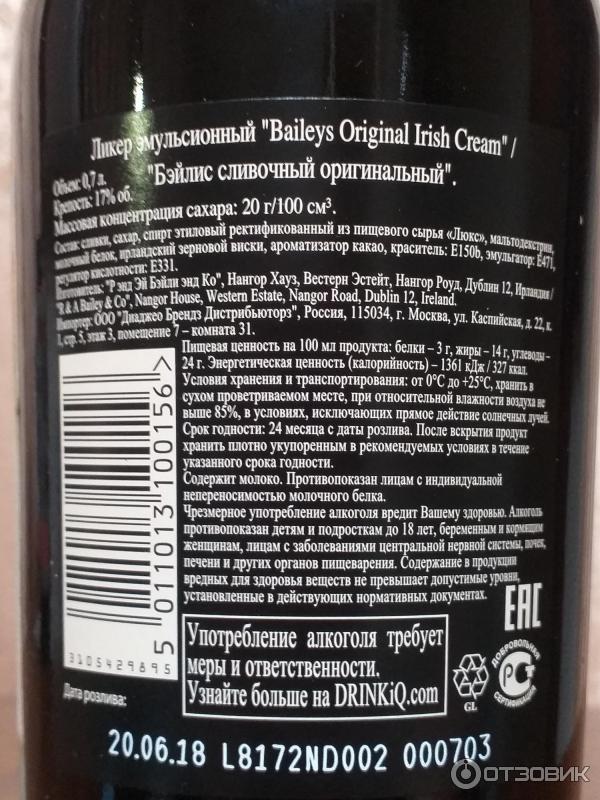 Ликер эмульсионный "Baileys Original Irish Cream" /
"Бэйлис сливочный оригинальный".
Объем: 0,7 л.
Крепость: 17% об.
Массовая концентрация сахара: 20 г/100 см³.
Состав: сливки, сахар, спирт этиловый ректификованный из пищевого сырья «Люкс», мальтодекстрин,
молочный белок, ирландский зерновой виски, ароматизатор какао, краситель: E150b, эмульгатор: E471,
регулятор кислотности: E331.
Изготовитель: "Р энд Эй Бэйли энд Ко", Нангор Хауз, Вестерн Эстейт, Нангор Роуд, Дублин 12, Ирландия /
"R & A Bailey & Co", Nangor House, Western Estate, Nangor Road, Dublin 12, Ireland.
Импортер: ООО "Диаджео Брендз Дистрибьюторз", Россия, 115034, г. Москва, ул. Каспийская, д. 22, к.
1, стр. 5, этаж 3, помещение 7 – комната 31.
Пищевая ценность на 100 мл продукта: белки – 3 г, жиры – 14 г, углеводы –
24 г. Энергетическая ценность (калорийность) – 1361 кДж / 327 ккал.
Условия хранения и транспортирования: от 0°С до +25°С, хранить в
сухом проветриваемом месте, при относительной влажности воздуха не
выше 85%, в условиях, исключающих прямое действие солнечных лучей.
Срок годности: 24 месяца с даты розлива. После вскрытия продукт
хранить плотно укупоренным в рекомендуемых условиях в течение
указанного срока годности.
Содержит молоко. Противопоказан лицам с индивидуальной
непереносимостью молочного белка.
Чрезмерное употребление алкоголя вредит Вашему здоровью. Алкоголь
противопоказан детям и подросткам до 18 лет, беременным и кормящим
женщинам, лицам с заболеваниями центральной нервной системы, почек,
печени и других органов пищеварения. Содержание в продукции
вредных для здоровья веществ не превышает допустимые уровни,
установленные в действующих нормативных документах.
EAC
5 011013 100156 >
3105429895
Употребление алкоголя требует
меры и ответственности.
Узнайте больше на DRINKiQ.com
GL
ДОБРОВОЛЬНАЯ
СЕРТИФИКАЦИЯ
Дата розлива:
20.06.18 L8172ND002 000703
ОТЗОВИК